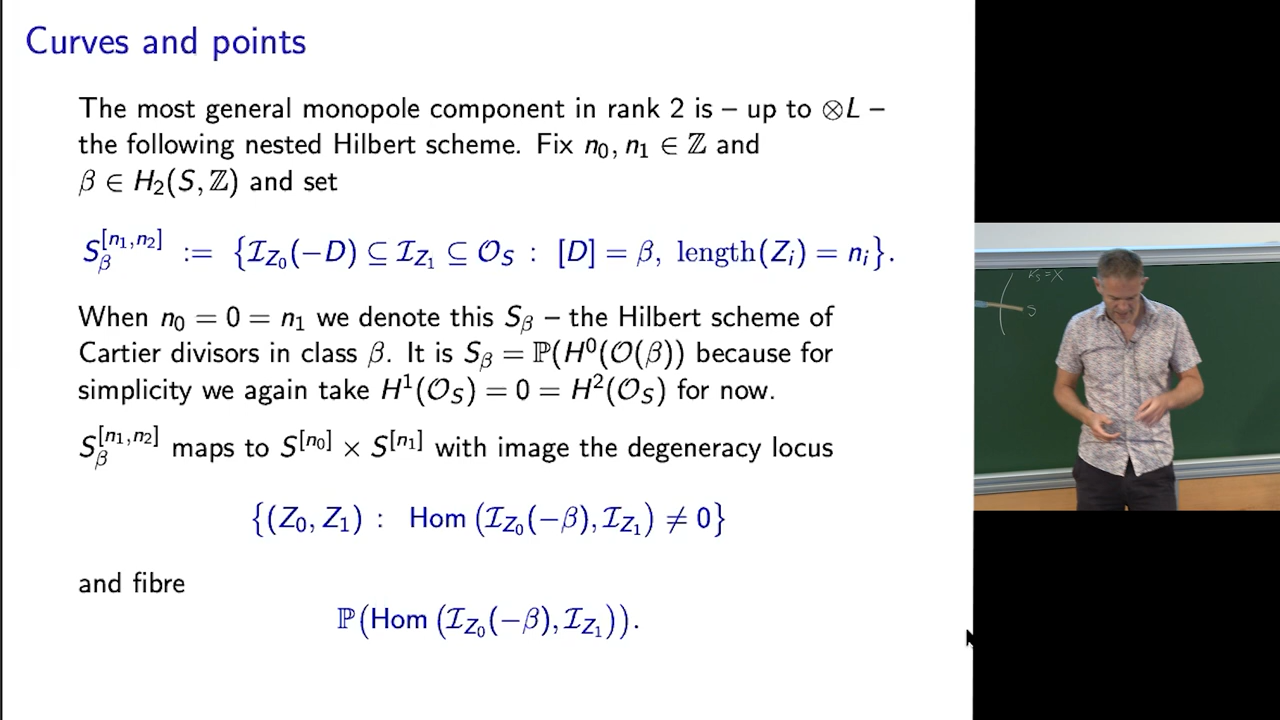 Curves and points
The most general monopole component in rank 2 is – up to ⊗L –
the following nested Hilbert scheme. Fix n₀, n₁ ∈ ℤ and
β ∈ H₂(S, ℤ) and set
S_β^{[n₁,n₂]} := {𝓘_{Z₀}(−D) ⊆ 𝓘_{Z₁} ⊆ 𝒪_S : [D] = β, length(Z_i) = n_i}.
When n₀ = 0 = n₁ we denote this S_β – the Hilbert scheme of
Cartier divisors in class β. It is S_β = ℙ(H⁰(𝒪(β)) because for
simplicity we again take H¹(𝒪_S) = 0 = H²(𝒪_S) for now.
S_β^{[n₁,n₂]} maps to S^{[n₀]} × S^{[n₁]} with image the degeneracy locus
{(Z₀, Z₁) : Hom (𝓘_{Z₀}(−β), 𝓘_{Z₁}) ≠ 0}
and fibre
ℙ(Hom (𝓘_{Z₀}(−β), 𝓘_{Z₁})).
K_S = X
S